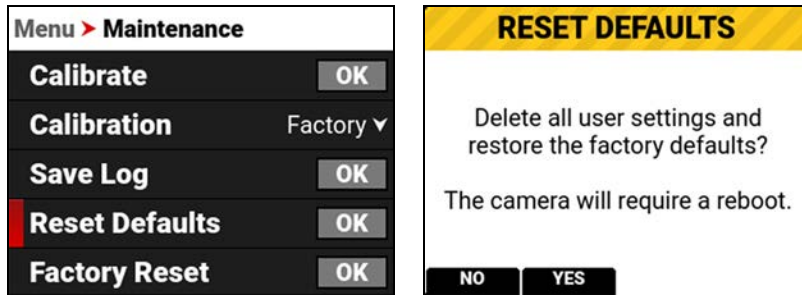 Menu > Maintenance
Calibrate OK
Calibration Factory
Save Log OK
Reset Defaults OK
Factory Reset OK
RESET DEFAULTS
Delete all user settings and
restore the factory defaults?
The camera will require a reboot.
NO YES